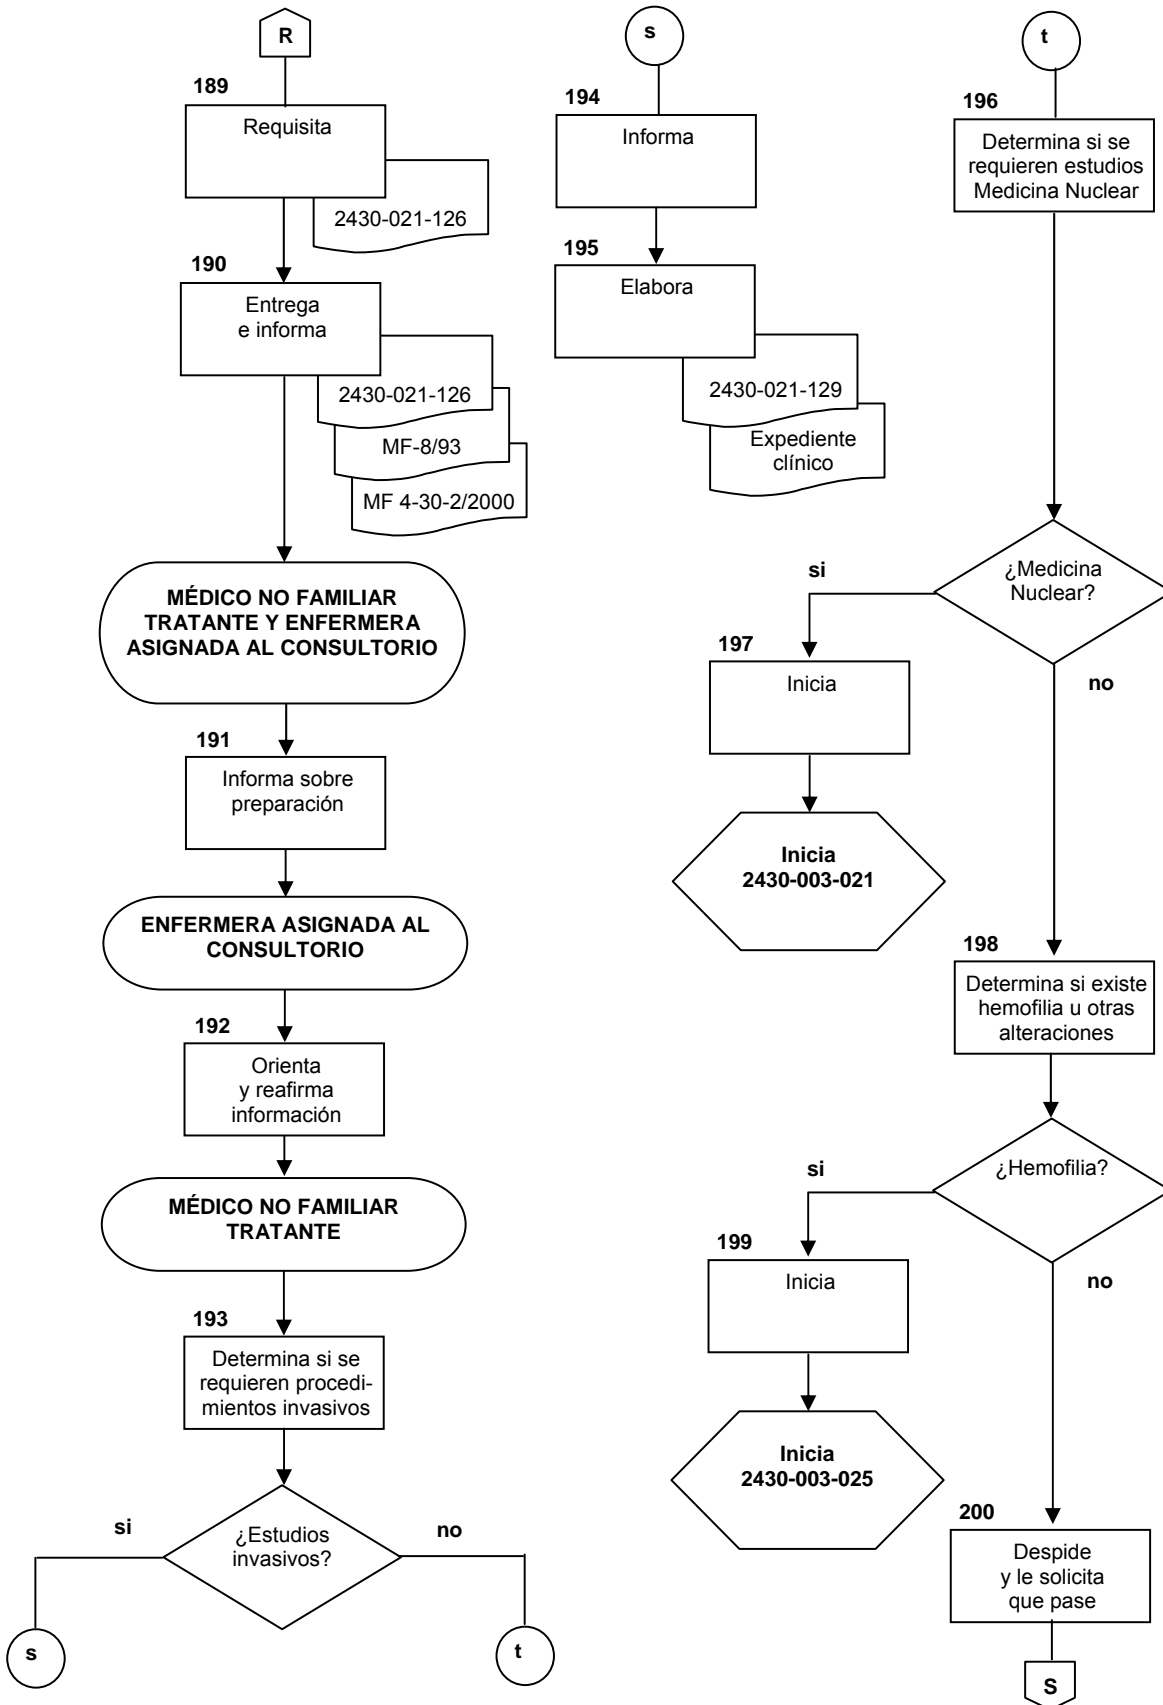 R
189
Requisita
2430-021-126
190
Entrega
e informa
2430-021-126
MF-8/93
MF 4-30-2/2000
MÉDICO NO FAMILIAR
TRATANTE Y ENFERMERA
ASIGNADA AL CONSULTORIO
191
Informa sobre
preparación
ENFERMERA ASIGNADA AL
CONSULTORIO
192
Orienta
y reafirma
información
MÉDICO NO FAMILIAR
TRATANTE
193
Determina si se
requieren procedi-
mientos invasivos
¿Estudios
invasivos?
si
no
s
t
s
194
Informa
195
Elabora
2430-021-129
Expediente
clínico
t
196
Determina si se
requieren estudios
Medicina Nuclear
¿Medicina
Nuclear?
si
no
197
Inicia
Inicia
2430-003-021
198
Determina si existe
hemofilia u otras
alteraciones
¿Hemofilia?
si
no
199
Inicia
Inicia
2430-003-025
200
Despide
y le solicita
que pase
S